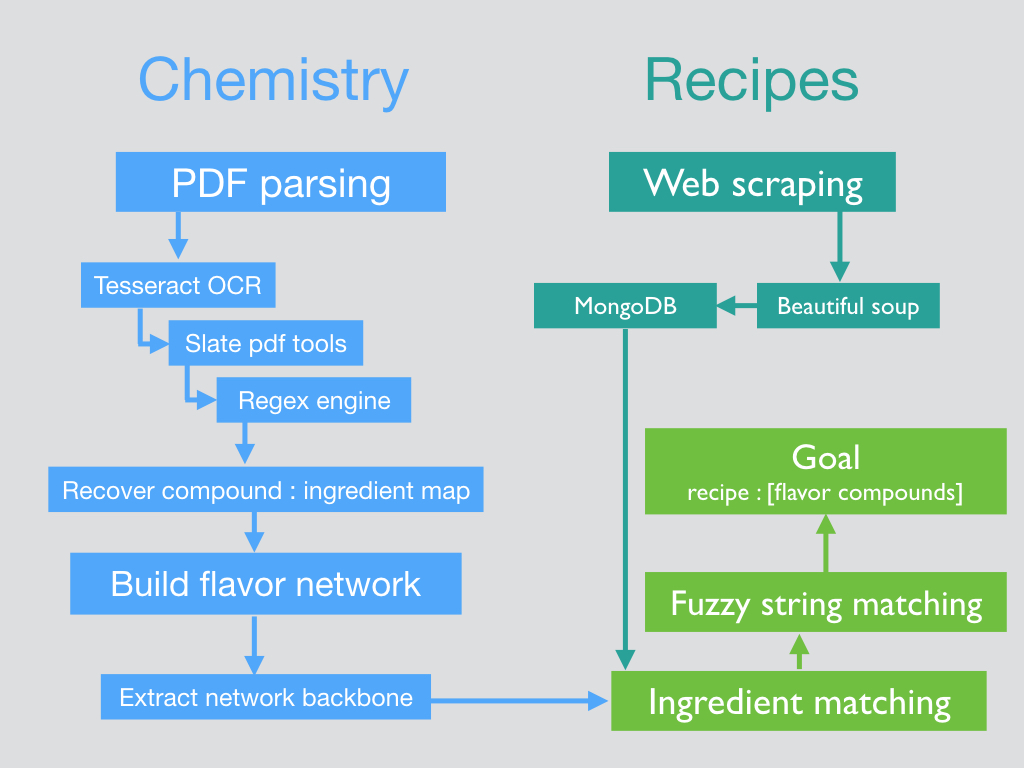 Chemistry
PDF parsing
Tesseract OCR
Slate pdf tools
Regex engine
Recover compound : ingredient map
Build flavor network
Extract network backbone
Recipes
Web scraping
MongoDB
Beautiful soup
Goal
recipe : [flavor compounds]
Fuzzy string matching
Ingredient matching